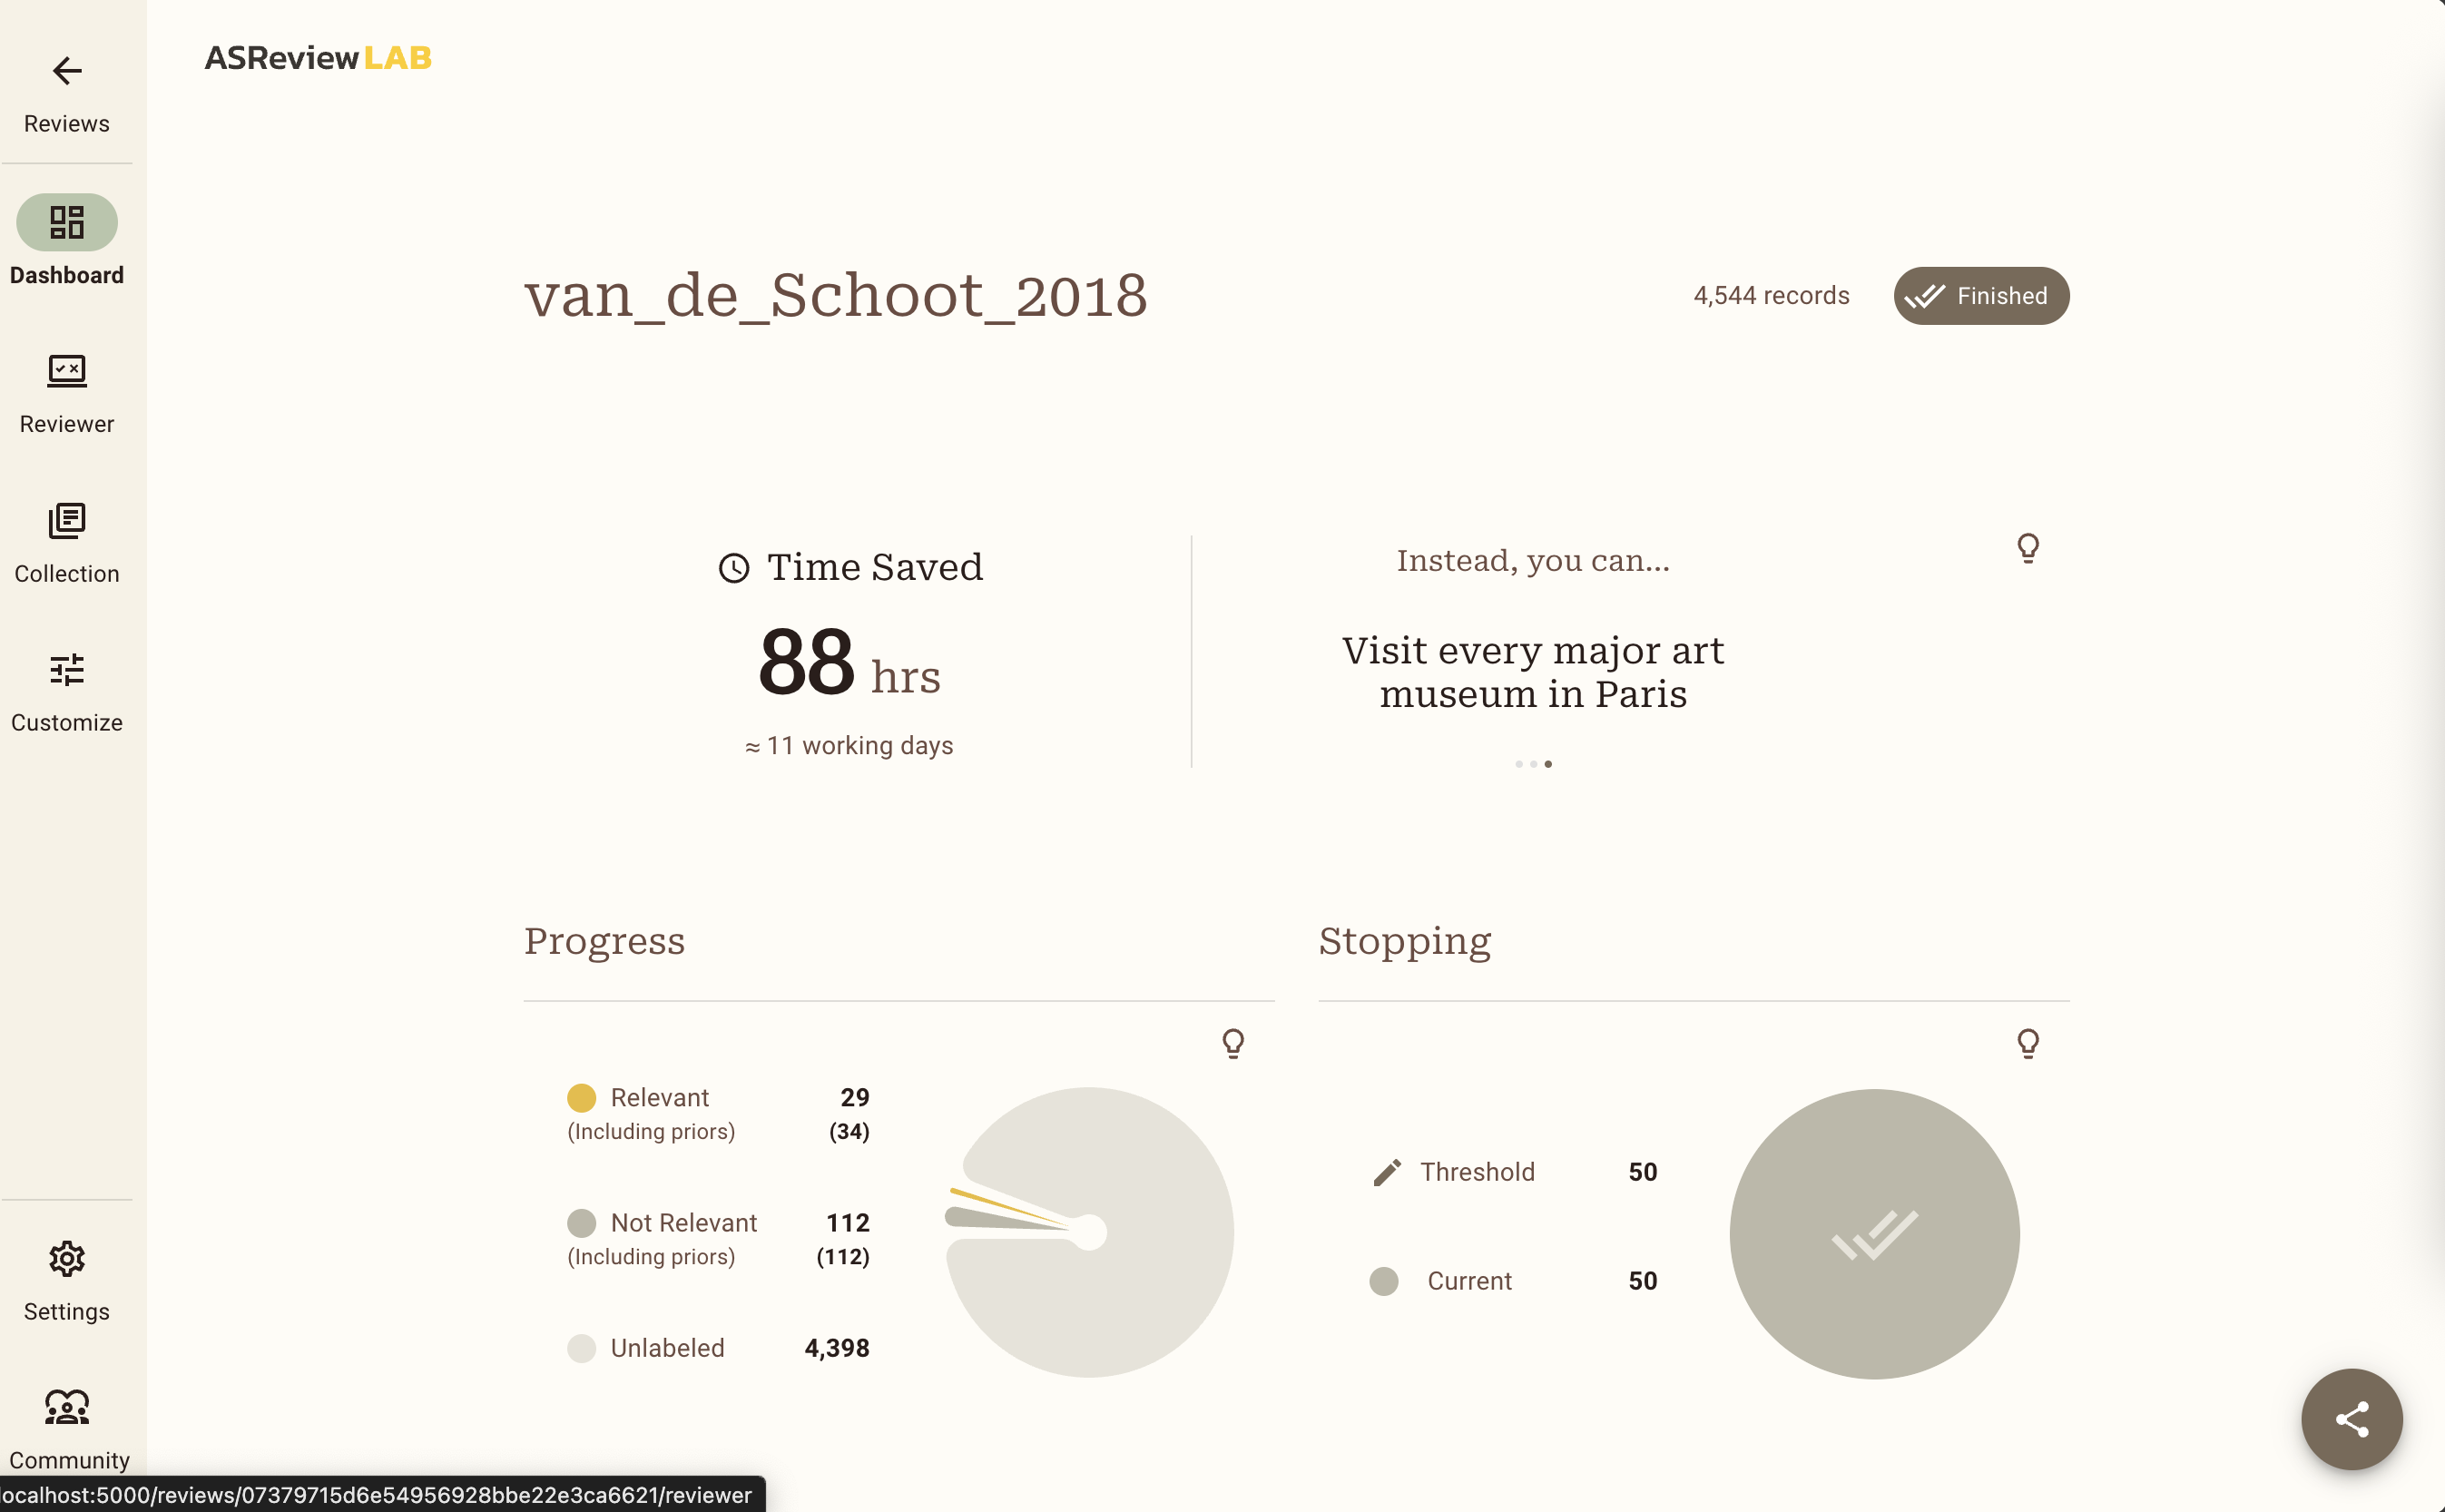 Reviews
Dashboard
Reviewer
Collection
Customize
Settings
Community
ASReview LAB
van_de_Schoot_2018
4,544 records
Finished
Time Saved
88 hrs
≈ 11 working days
Instead, you can...
Visit every major art
museum in Paris
Progress
Relevant 29
(Including priors) (34)
Not Relevant 112
(Including priors) (112)
Unlabeled 4,398
Stopping
Threshold 50
Current 50
localhost:5000/reviews/07379715d6e54956928bbe22e3ca6621/reviewer